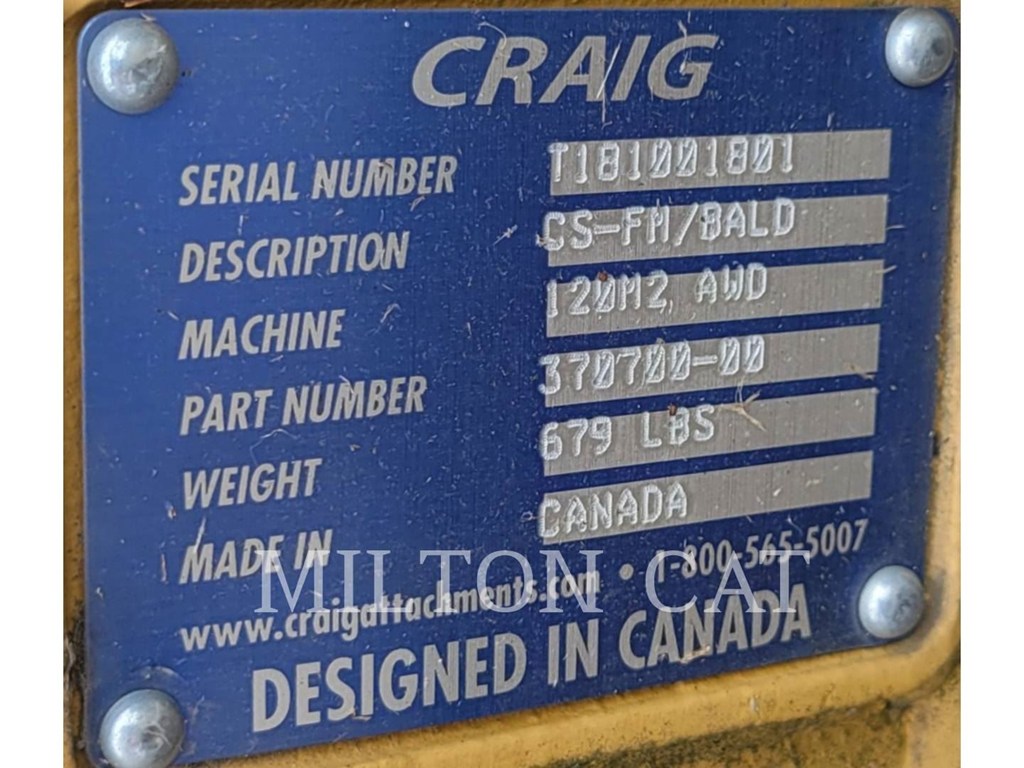 CRAIG
SERIAL NUMBER T181001801
DESCRIPTION CS-FM/BALD
MACHINE 120M2 AWD
PART NUMBER 370700-00
WEIGHT 679 LBS
MADE IN CANADA
www.craigattachments.com • 1-800-565-5007
MILTON CAT
DESIGNED IN CANADA